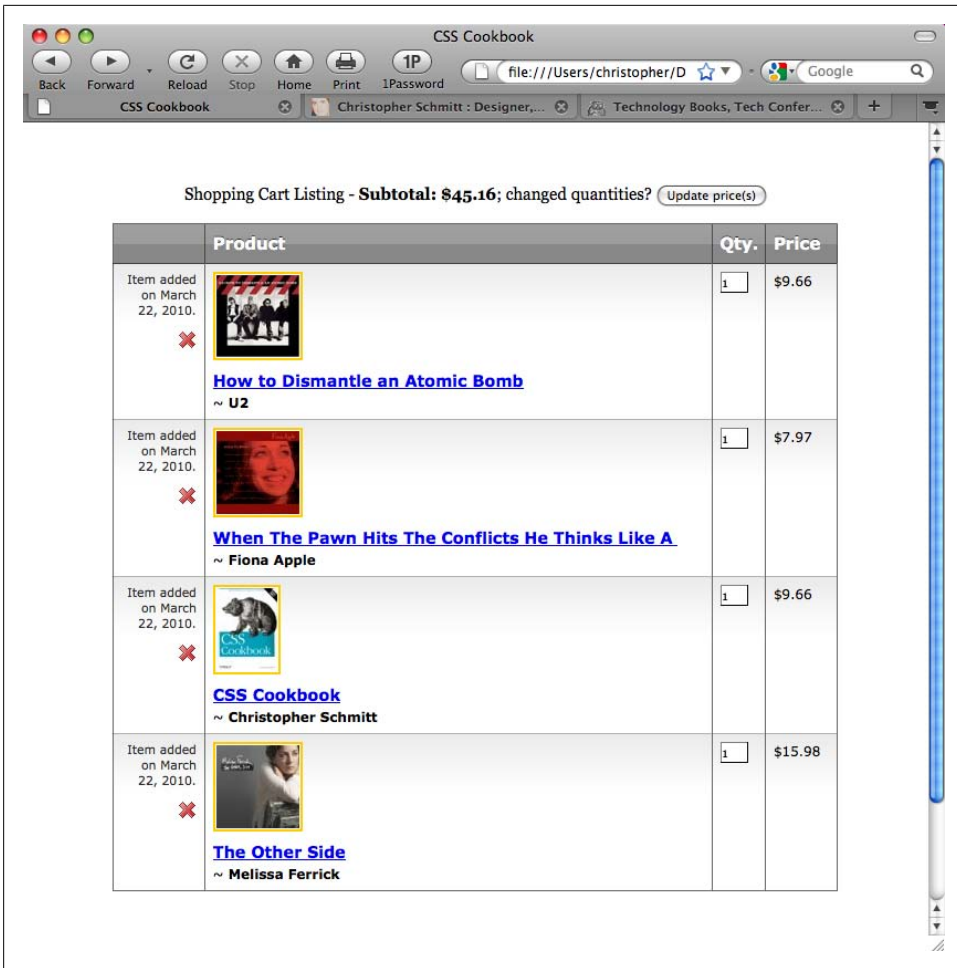 CSS Cookbook
Back Forward Reload Stop Home Print 1Password
1P
file:///Users/christopher/D
Google
CSS Cookbook
Christopher Schmitt : Designer,...
Technology Books, Tech Confer...
Shopping Cart Listing - Subtotal: $45.16; changed quantities? Update price(s)
Product Qty. Price
Item added
on March
22, 2010.
1 $9.66
How to Dismantle an Atomic Bomb
~ U2
Item added
on March
22, 2010.
1 $7.97
When The Pawn Hits The Conflicts He Thinks Like A
~ Fiona Apple
Item added
on March
22, 2010.
CSS
Cookbook
1 $9.66
CSS Cookbook
~ Christopher Schmitt
Item added
on March
22, 2010.
1 $15.98
The Other Side
~ Melissa Ferrick